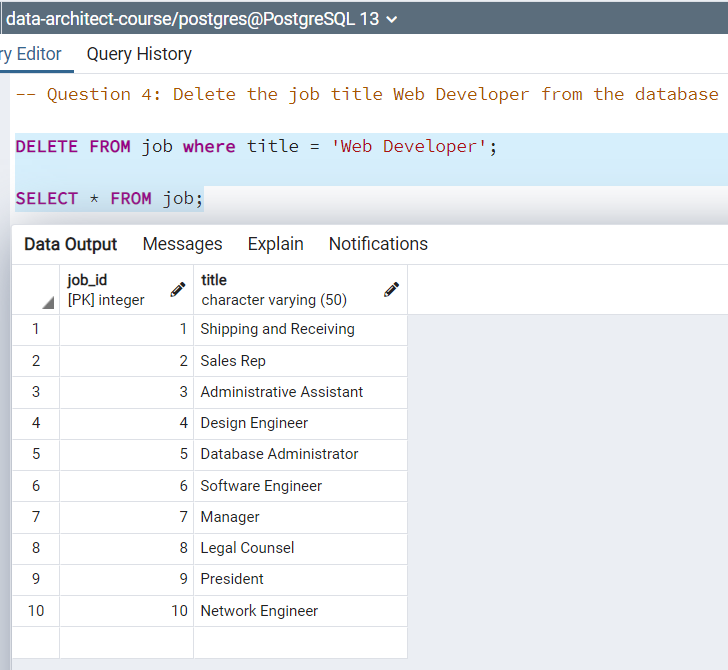 data-architect-course/postgres@PostgreSQL 13
ry Editor Query History
-- Question 4: Delete the job title Web Developer from the database
DELETE FROM job where title = 'Web Developer';
SELECT * FROM job;
Data Output Messages Explain Notifications
job_id title
[PK] integer character varying (50)
1 1 Shipping and Receiving
2 2 Sales Rep
3 3 Administrative Assistant
4 4 Design Engineer
5 5 Database Administrator
6 6 Software Engineer
7 7 Manager
8 8 Legal Counsel
9 9 President
10 10 Network Engineer